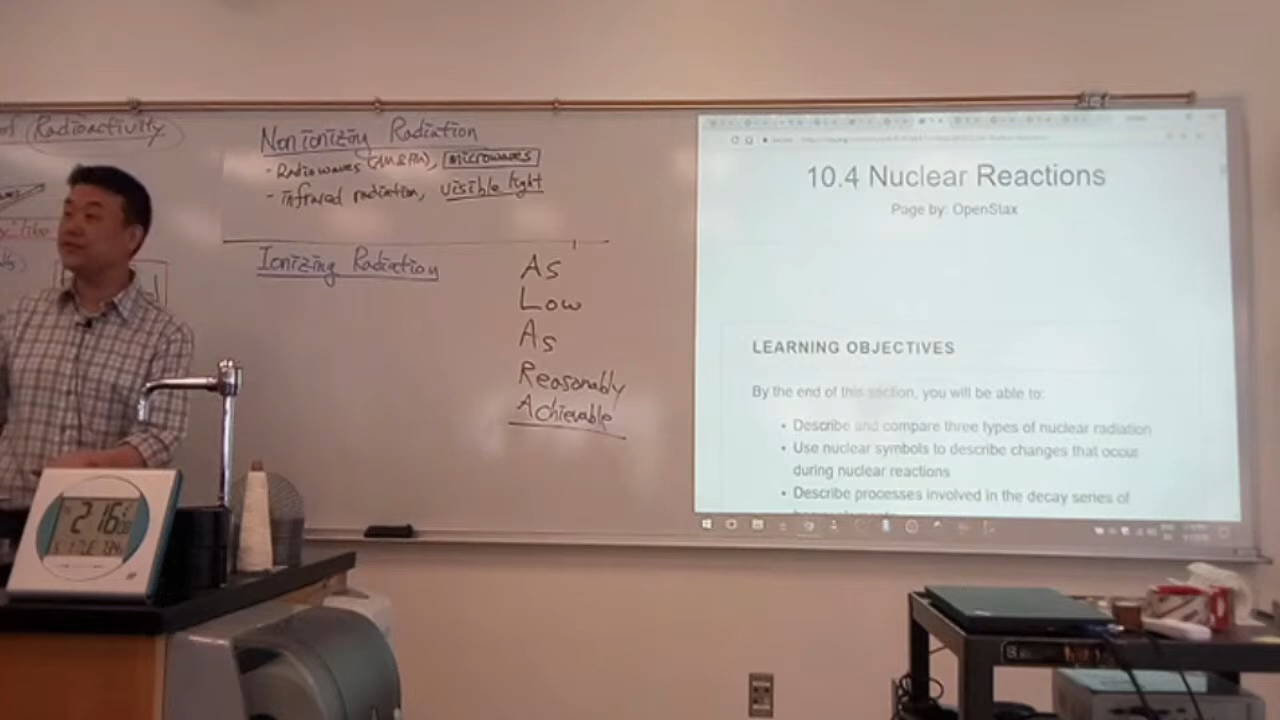 of Radioactivity
Nonionizing Radiation
- Radiowaves (AM & FM), microwaves
- infrared radiation, visible light
Ionizing Radiation
As
Low
As
Reasonably
Achievable
10.4 Nuclear Reactions
Page by: OpenStax
LEARNING OBJECTIVES
By the end of this section, you will be able to:
• Describe and compare three types of nuclear radiation
• Use nuclear symbols to describe changes that occur
during nuclear reactions
• Describe processes involved in the decay series of
2:16